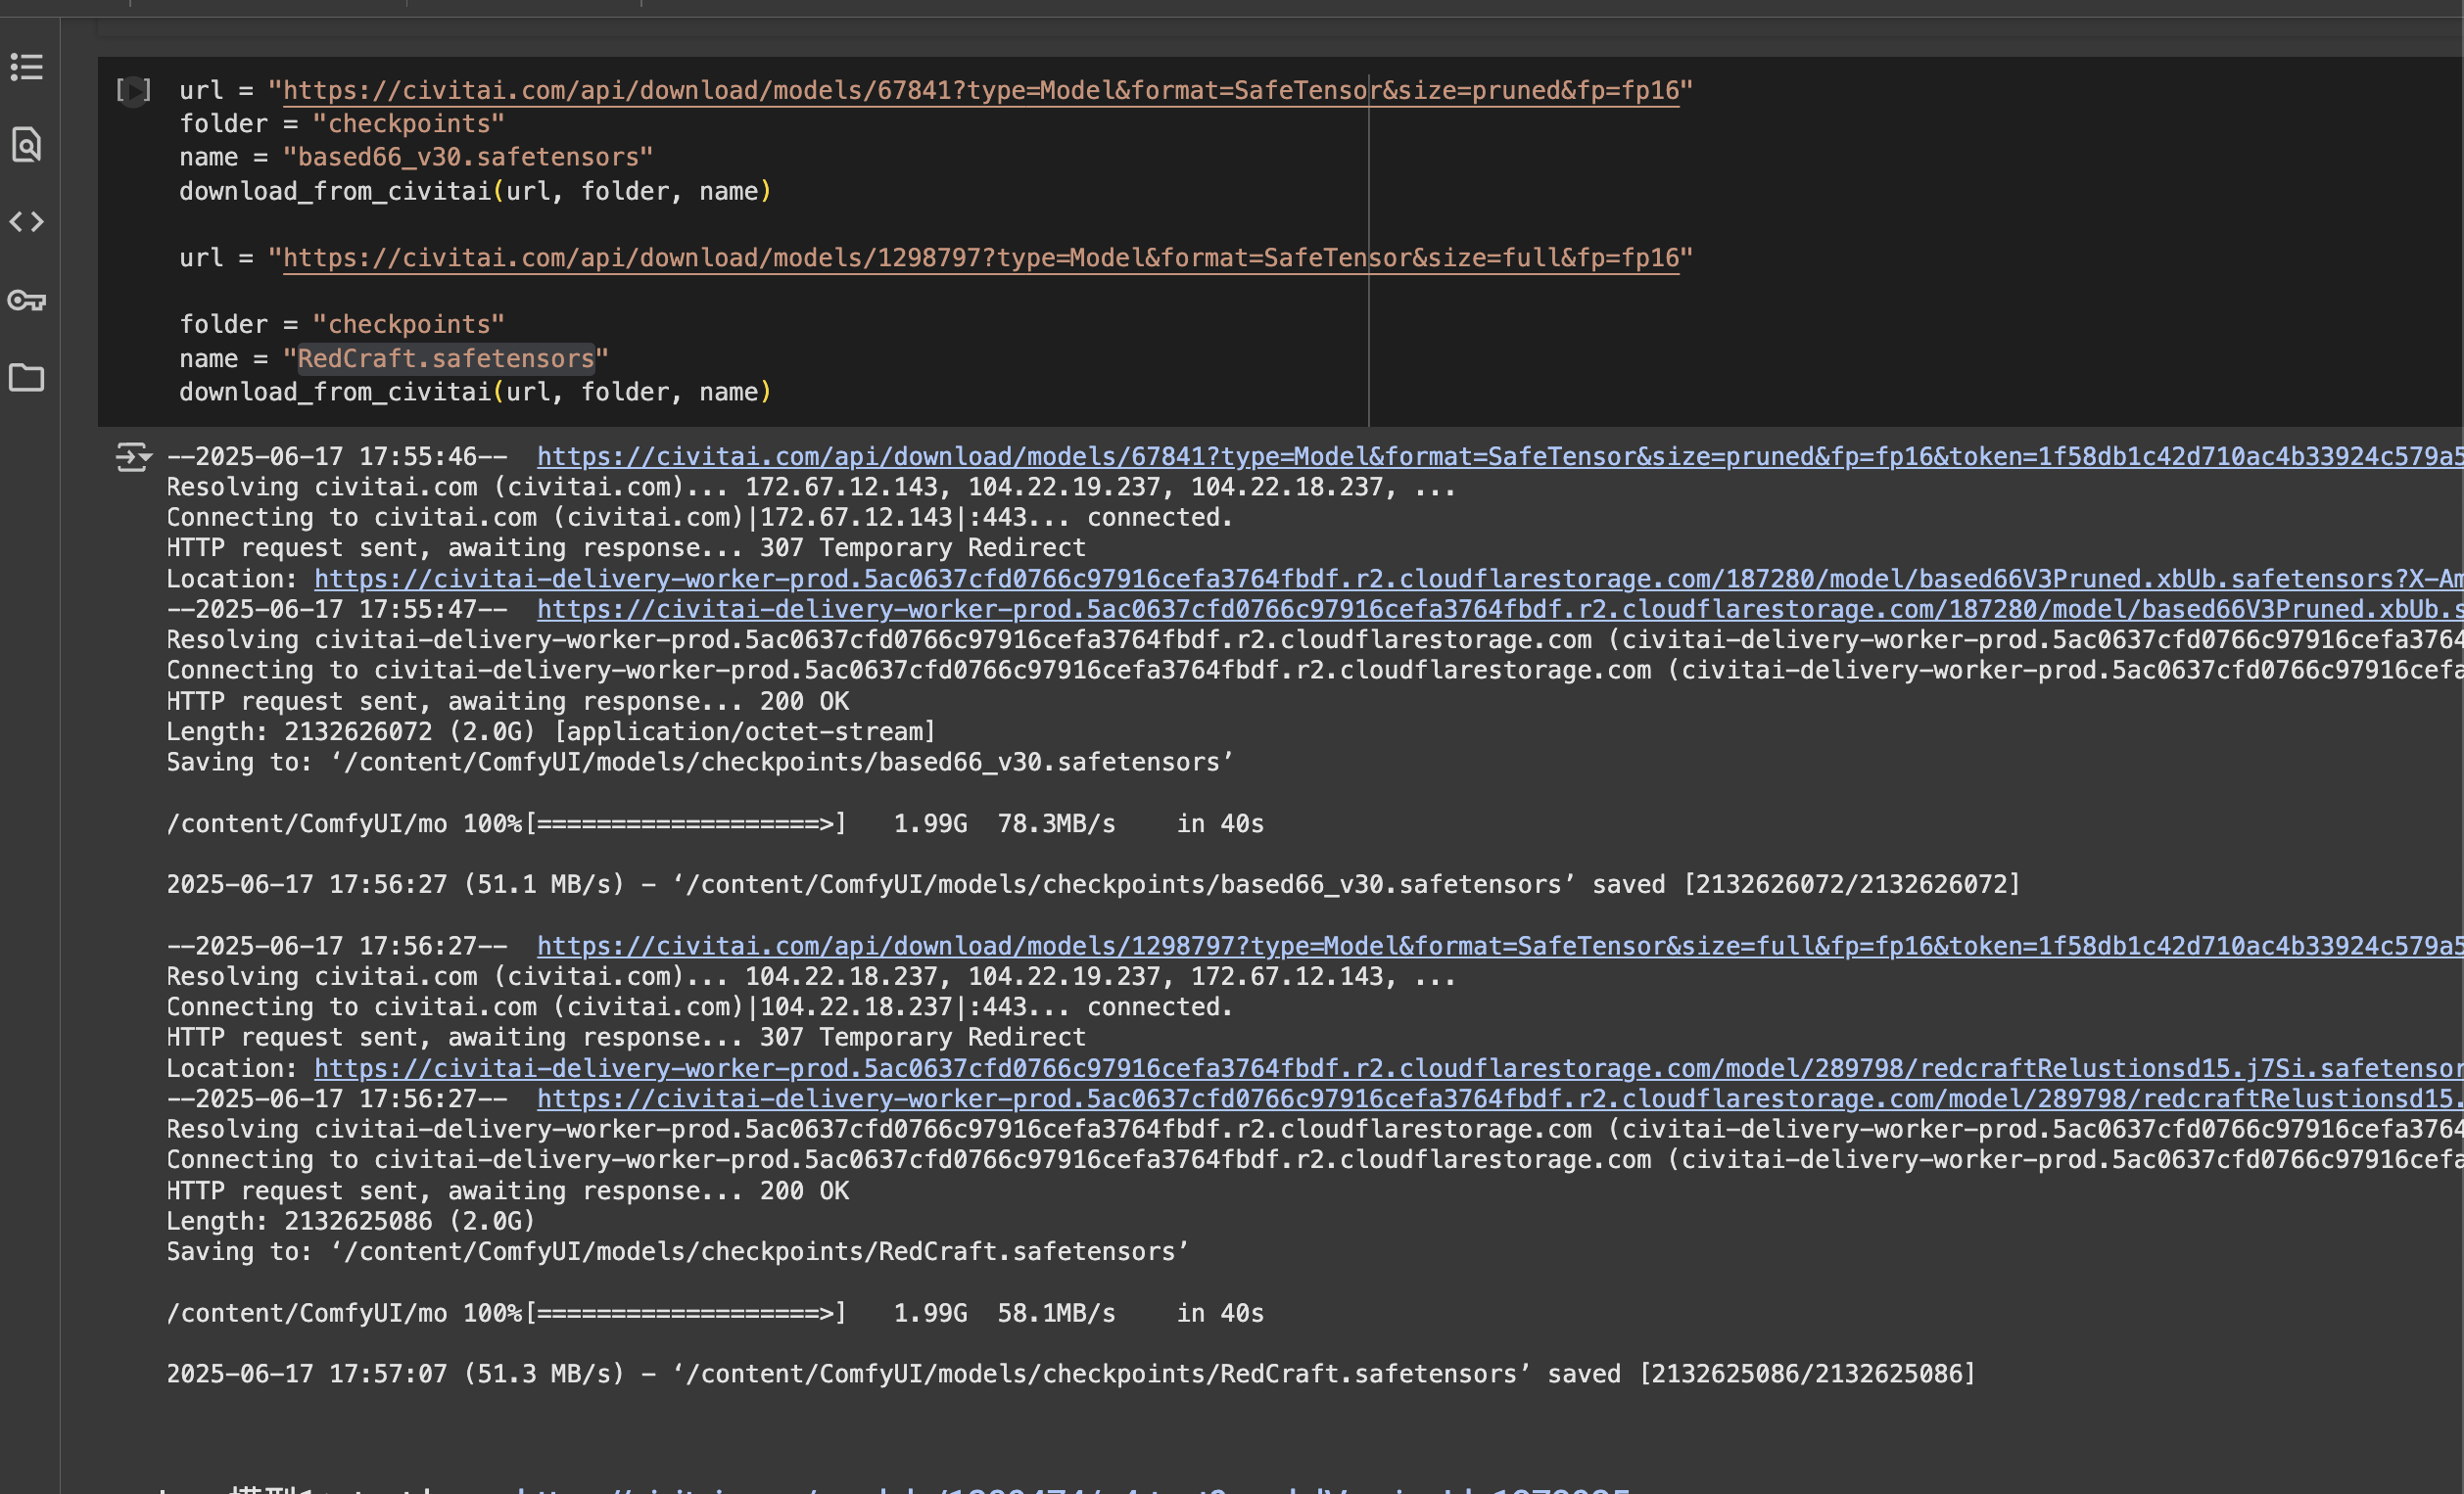 url = "https://civitai.com/api/download/models/67841?type=Model&format=SafeTensor&size=pruned&fp=fp16"
folder = "checkpoints"
name = "based66_v30.safetensors"
download_from_civitai(url, folder, name)
url = "https://civitai.com/api/download/models/1298797?type=Model&format=SafeTensor&size=full&fp=fp16"
folder = "checkpoints"
name = "RedCraft.safetensors"
download_from_civitai(url, folder, name)
--2025-06-17 17:55:46-- https://civitai.com/api/download/models/67841?type=Model&format=SafeTensor&size=pruned&fp=fp16&token=1f58db1c42d710ac4b33924c579a5
Resolving civitai.com (civitai.com)... 172.67.12.143, 104.22.19.237, 104.22.18.237, ...
Connecting to civitai.com (civitai.com)|172.67.12.143|:443... connected.
HTTP request sent, awaiting response... 307 Temporary Redirect
Location: https://civitai-delivery-worker-prod.5ac0637cfd0766c97916cefa3764fbdf.r2.cloudflarestorage.com/187280/model/based66V3Pruned.xbUb.safetensors?X-Am
--2025-06-17 17:55:47-- https://civitai-delivery-worker-prod.5ac0637cfd0766c97916cefa3764fbdf.r2.cloudflarestorage.com/187280/model/based66V3Pruned.xbUb.s
Resolving civitai-delivery-worker-prod.5ac0637cfd0766c97916cefa3764fbdf.r2.cloudflarestorage.com (civitai-delivery-worker-prod.5ac0637cfd0766c97916cefa3764
Connecting to civitai-delivery-worker-prod.5ac0637cfd0766c97916cefa3764fbdf.r2.cloudflarestorage.com (civitai-delivery-worker-prod.5ac0637cfd0766c97916cefa
HTTP request sent, awaiting response... 200 OK
Length: 2132626072 (2.0G) [application/octet-stream]
Saving to: ‘/content/ComfyUI/models/checkpoints/based66_v30.safetensors’
/content/ComfyUI/mo 100%[===================>] 1.99G 78.3MB/s in 40s
2025-06-17 17:56:27 (51.1 MB/s) - ‘/content/ComfyUI/models/checkpoints/based66_v30.safetensors’ saved [2132626072/2132626072]
--2025-06-17 17:56:27-- https://civitai.com/api/download/models/1298797?type=Model&format=SafeTensor&size=full&fp=fp16&token=1f58db1c42d710ac4b33924c579a5
Resolving civitai.com (civitai.com)... 104.22.18.237, 104.22.19.237, 172.67.12.143, ...
Connecting to civitai.com (civitai.com)|104.22.18.237|:443... connected.
HTTP request sent, awaiting response... 307 Temporary Redirect
Location: https://civitai-delivery-worker-prod.5ac0637cfd0766c97916cefa3764fbdf.r2.cloudflarestorage.com/model/289798/redcraftRelustionsd15.j7Si.safetensor
--2025-06-17 17:56:27-- https://civitai-delivery-worker-prod.5ac0637cfd0766c97916cefa3764fbdf.r2.cloudflarestorage.com/model/289798/redcraftRelustionsd15.
Resolving civitai-delivery-worker-prod.5ac0637cfd0766c97916cefa3764fbdf.r2.cloudflarestorage.com (civitai-delivery-worker-prod.5ac0637cfd0766c97916cefa3764
Connecting to civitai-delivery-worker-prod.5ac0637cfd0766c97916cefa3764fbdf.r2.cloudflarestorage.com (civitai-delivery-worker-prod.5ac0637cfd0766c97916cefa
HTTP request sent, awaiting response... 200 OK
Length: 2132625086 (2.0G)
Saving to: ‘/content/ComfyUI/models/checkpoints/RedCraft.safetensors’
/content/ComfyUI/mo 100%[===================>] 1.99G 58.1MB/s in 40s
2025-06-17 17:57:07 (51.3 MB/s) - ‘/content/ComfyUI/models/checkpoints/RedCraft.safetensors’ saved [2132625086/2132625086]